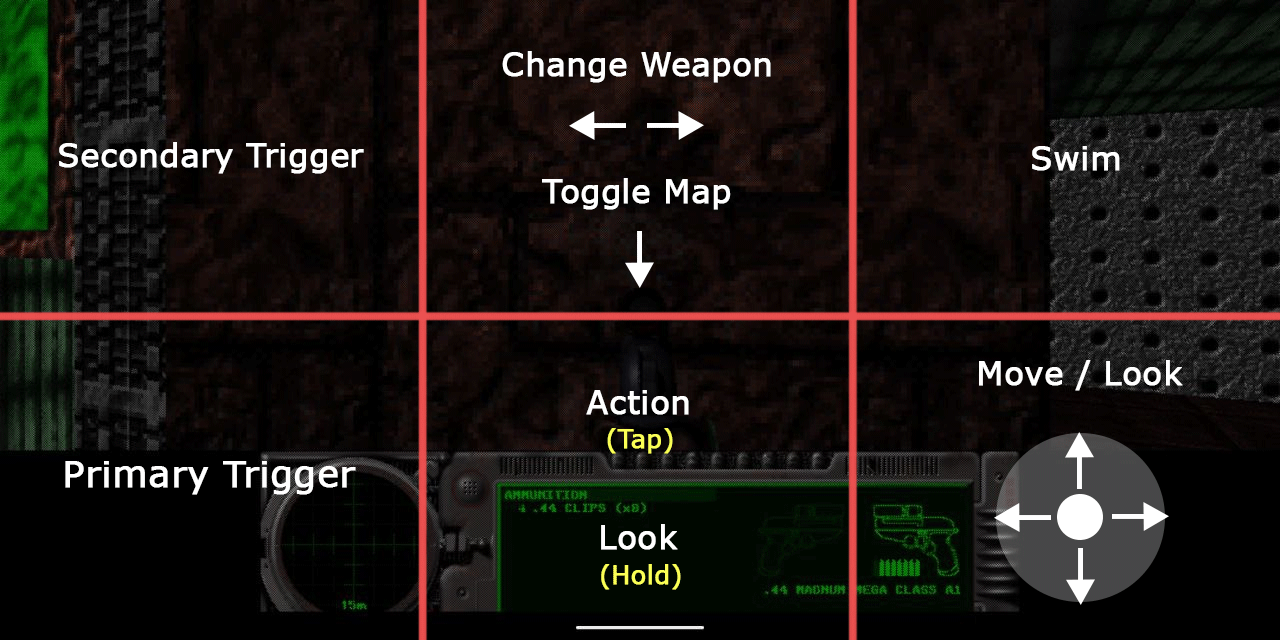 Change Weapon
Secondary Trigger
Toggle Map
Swim
Move / Look
Action
(Tap)
Primary Trigger
AMMUNITION
4 .44 CLIPS (x8)
Look
(Hold)
.44 MAGNUM MEGA CLASS A1
15m